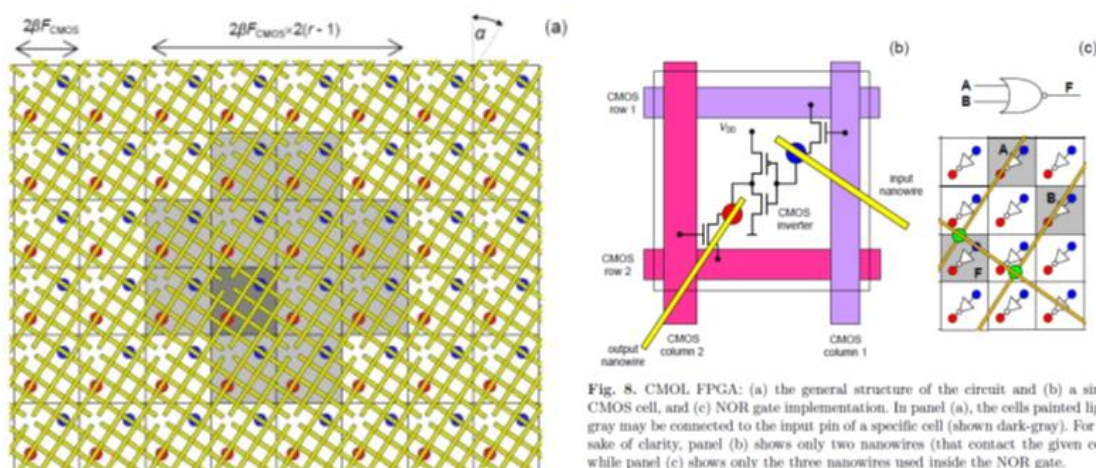 2βF_CMOS
2βF_CMOS×2(r - 1)
α
(a)
(b)
(c)
CMOS
row 1
V_DD
input
nanowire
CMOS
inverter
CMOS
row 2
output
nanowire
CMOS
column 2
CMOS
column 1
A
B
F
A
B
F
Fig. 8. CMOL FPGA: (a) the general structure of the circuit and (b) a
CMOS cell, and (c) NOR gate implementation. In panel (a), the cells painted
gray may be connected to the input pin of a specific cell (shown dark-gray). For
sake of clarity, panel (b) shows only two nanowires (that contact the given
while panel (c) shows only the three nanowires used inside the NOR gate.